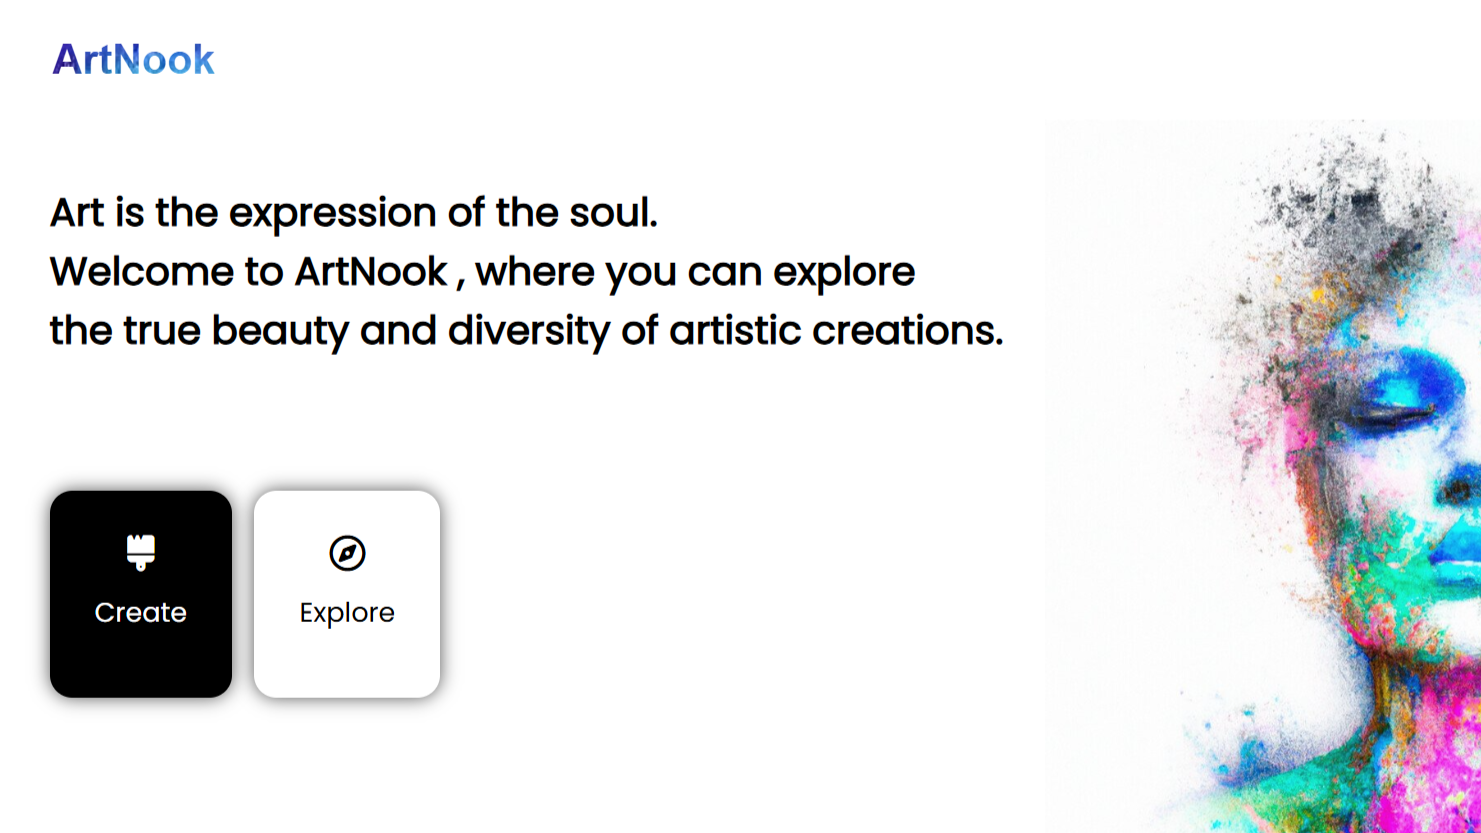 ArtNook
Art is the expression of the soul.
Welcome to ArtNook , where you can explore
the true beauty and diversity of artistic creations.
Create
Explore